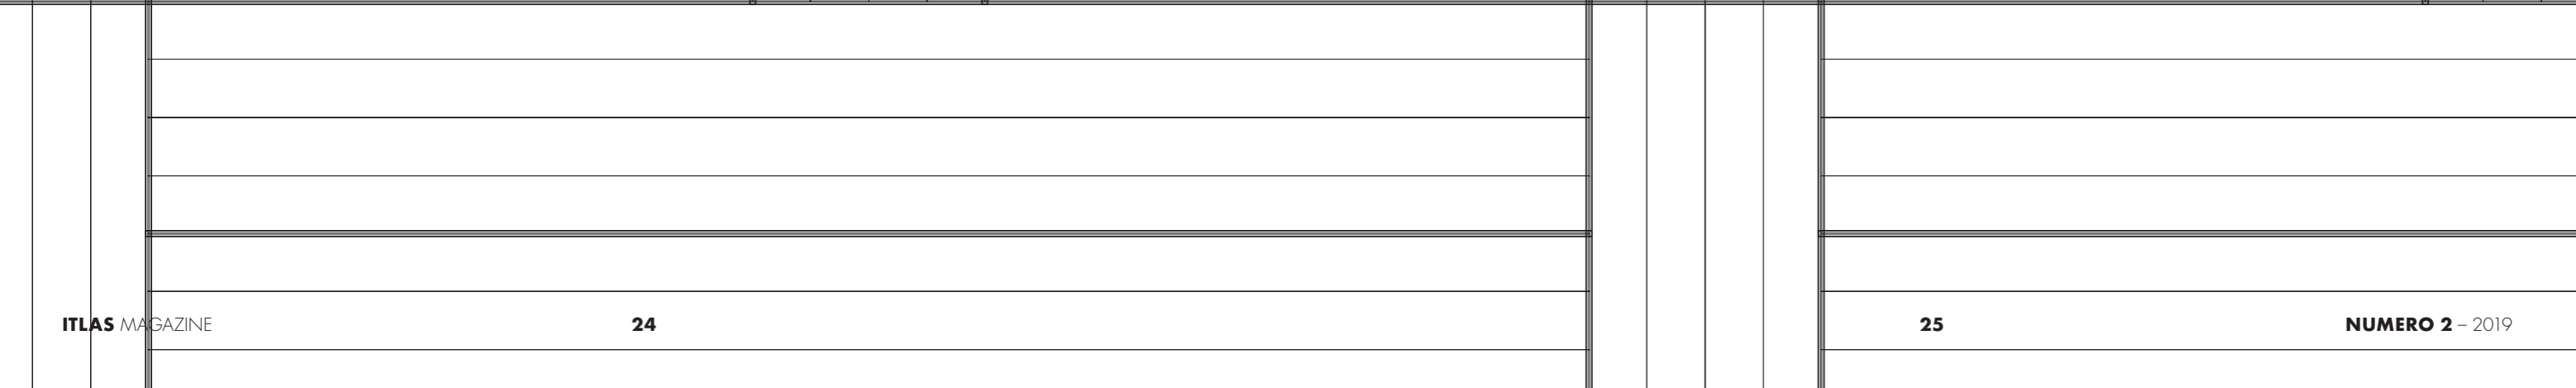 ITLAS MAGAZINE 24 25 NUMERO 2 – 2019